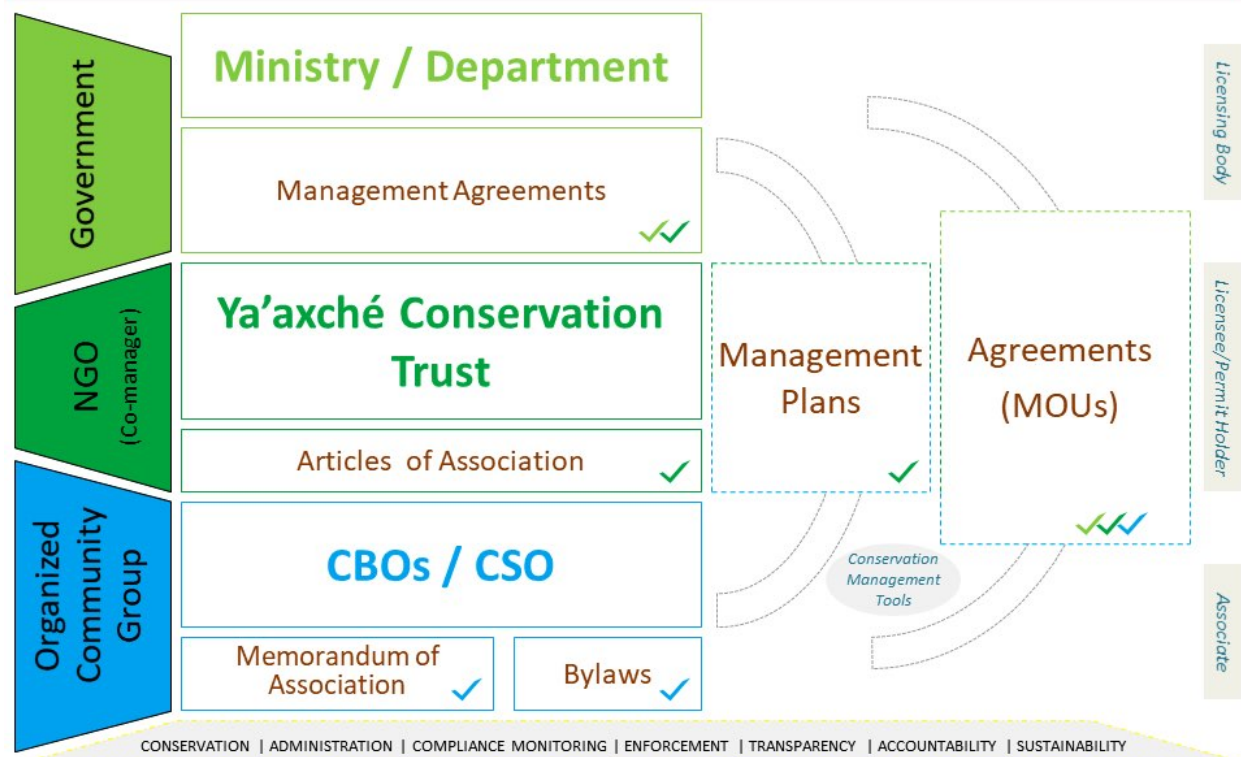 Government
Ministry / Department
Management Agreements
NGO
(Co-manager)
Ya’axché Conservation
Trust
Articles of Association
Organized
Community
Group
CBOs / CSO
Memorandum of
Association
Bylaws
Management
Plans
Agreements
(MOUs)
Conservation
Management
Tools
Licensing Body
Licensee/Permit Holder
Associate
CONSERVATION | ADMINISTRATION | COMPLIANCE MONITORING | ENFORCEMENT | TRANSPARENCY | ACCOUNTABILITY | SUSTAINABILITY